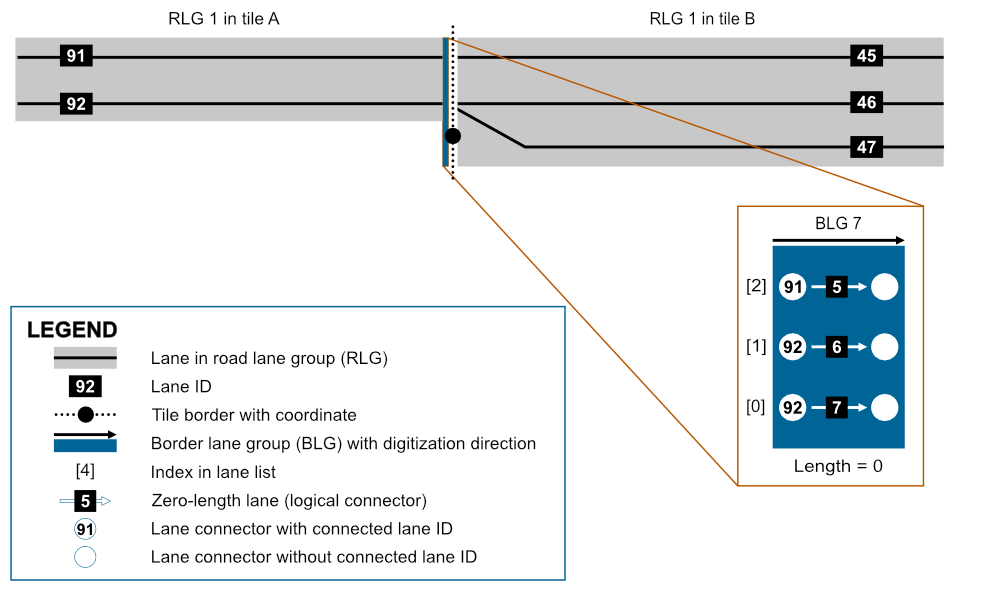 RLG 1 in tile A
RLG 1 in tile B
91
45
92
46
47
BLG 7
[2] 91 5
[1] 92 6
[0] 92 7
Length = 0
LEGEND
Lane in road lane group (RLG)
92 Lane ID
Tile border with coordinate
Border lane group (BLG) with digitization direction
[4] Index in lane list
5 Zero-length lane (logical connector)
91 Lane connector with connected lane ID
Lane connector without connected lane ID